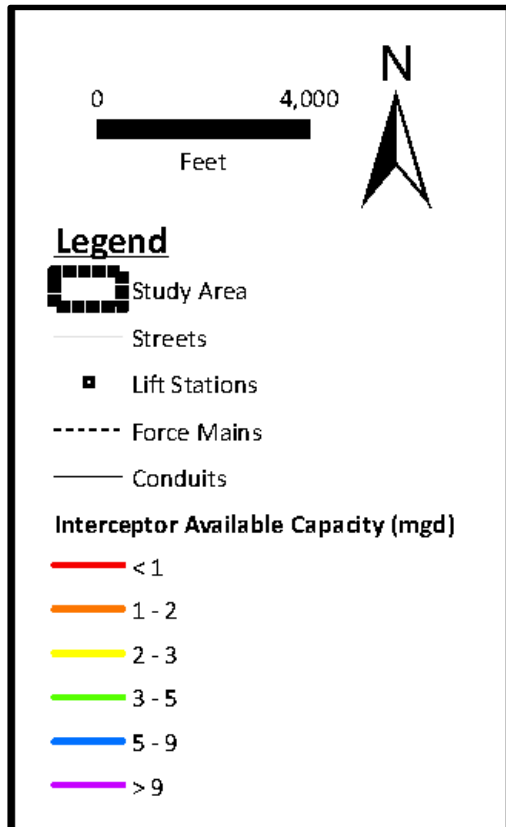 N
0 4,000
Feet
Legend
Study Area
Streets
Lift Stations
Force Mains
Conduits
Interceptor Available Capacity (mgd)
< 1
1 - 2
2 - 3
3 - 5
5 - 9
> 9